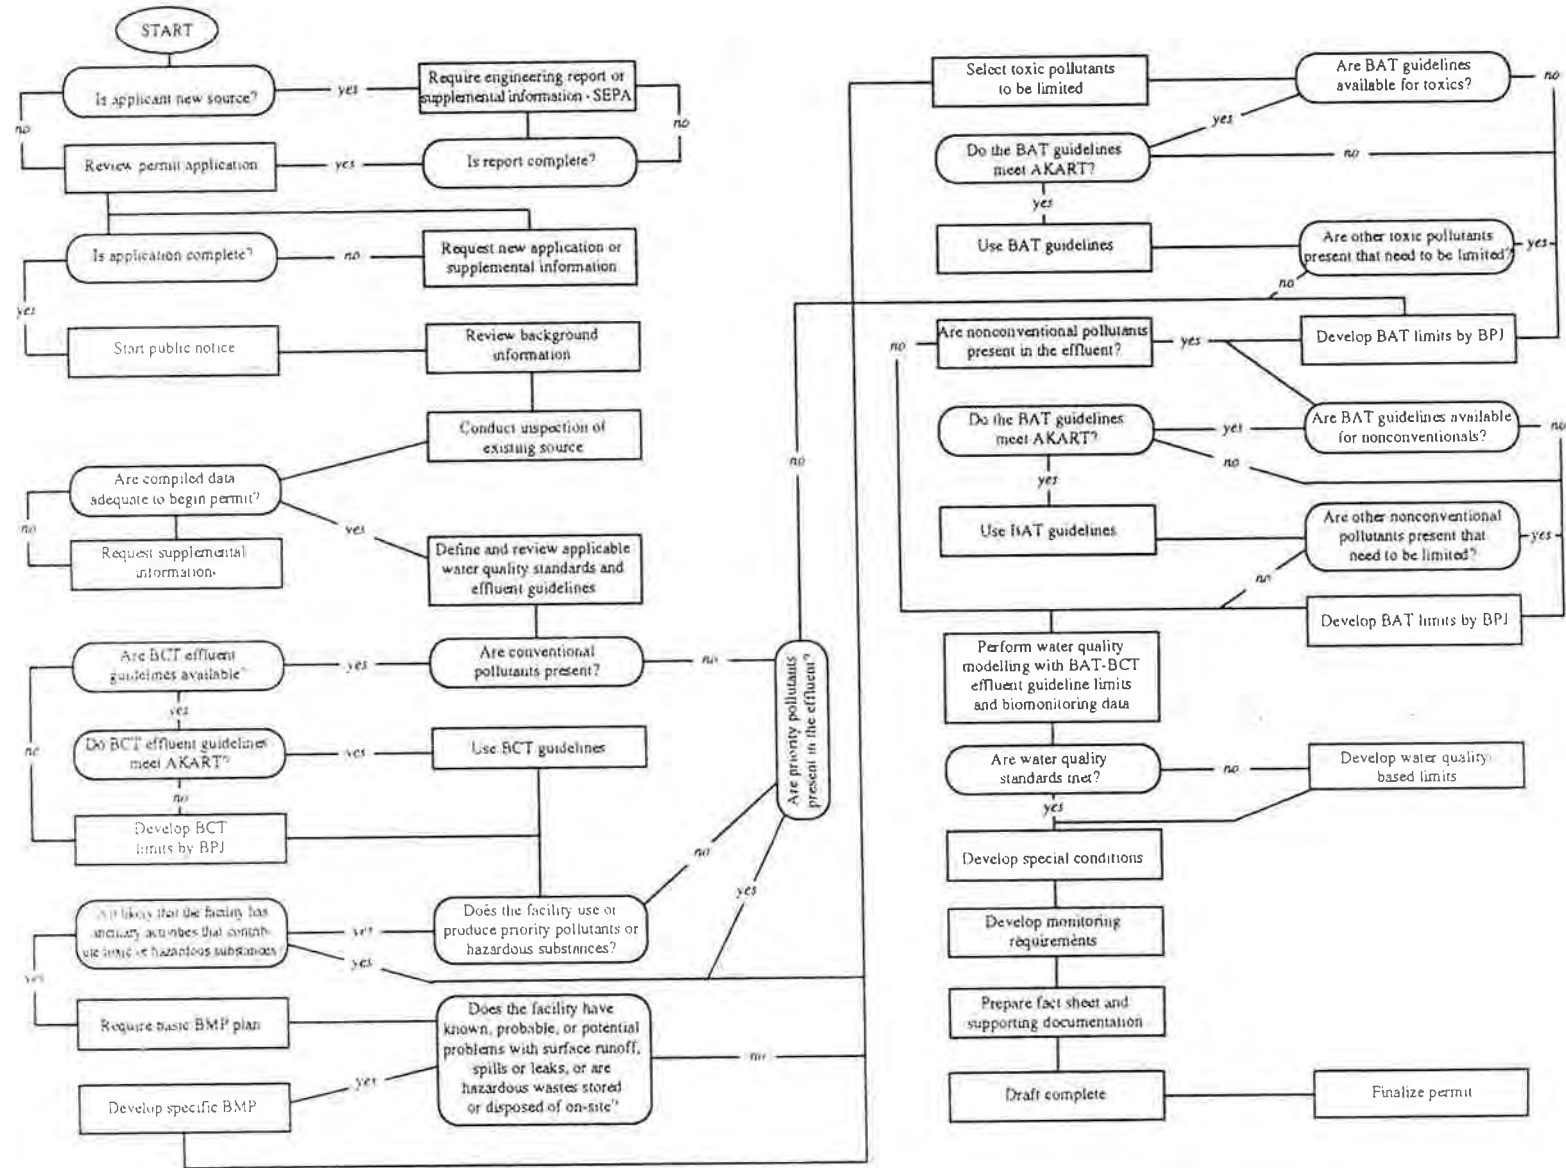 START
Is applicant new source?
yes
Require engineering report or
supplemental information - SEPA
no
no
Review permit application
yes
Is report complete?
Is application complete?
no
Request new application or
supplemental information
yes
Start public notice
Review background
information
Conduct inspection of
existing source
Are compiled data
adequate to begin permit?
no
yes
Request supplemental
information
Define and review applicable
water quality standards and
effluent guidelines
Are BCT effluent
guidelines available?
yes
Are conventional
pollutants present?
no
yes
no
Do BCT effluent guidelines
meet AKART?
yes
Use BCT guidelines
no
Develop BCT
limits by BPJ
no
Are priority pollutants
present in the effluent?
no
yes
likely that the facility has
activities that contrib-
toxic or hazardous substances
yes
yes
Does the facility use or
produce priority pollutants or
hazardous substances?
yes
Require basic BMP plan
Does the facility have
known, probable, or potential
problems with surface runoff,
spills or leaks, or are
hazardous wastes stored
or disposed of on-site?
no
yes
Develop specific BMP
Select toxic pollutants
to be limited
Are BAT guidelines
available for toxics?
no
yes
Do the BAT guidelines
meet AKART?
no
yes
Use BAT guidelines
Are other toxic pollutants
present that need to be limited?
yes
no
no
Are nonconventional pollutants
present in the effluent?
yes
Develop BAT limits by BPJ
Do the BAT guidelines
meet AKART?
yes
Are BAT guidelines available
for nonconventionals?
no
no
yes
Use BAT guidelines
Are other nonconventional
pollutants present that
need to be limited?
yes
no
Develop BAT limits by BPJ
Perform water quality
modelling with BAT-BCT
effluent guideline limits
and biomonitoring data
Are water quality
standards met?
no
Develop water quality
based limits
yes
Develop special conditions
Develop monitoring
requirements
Prepare fact sheet and
supporting documentation
Draft complete
Finalize permit